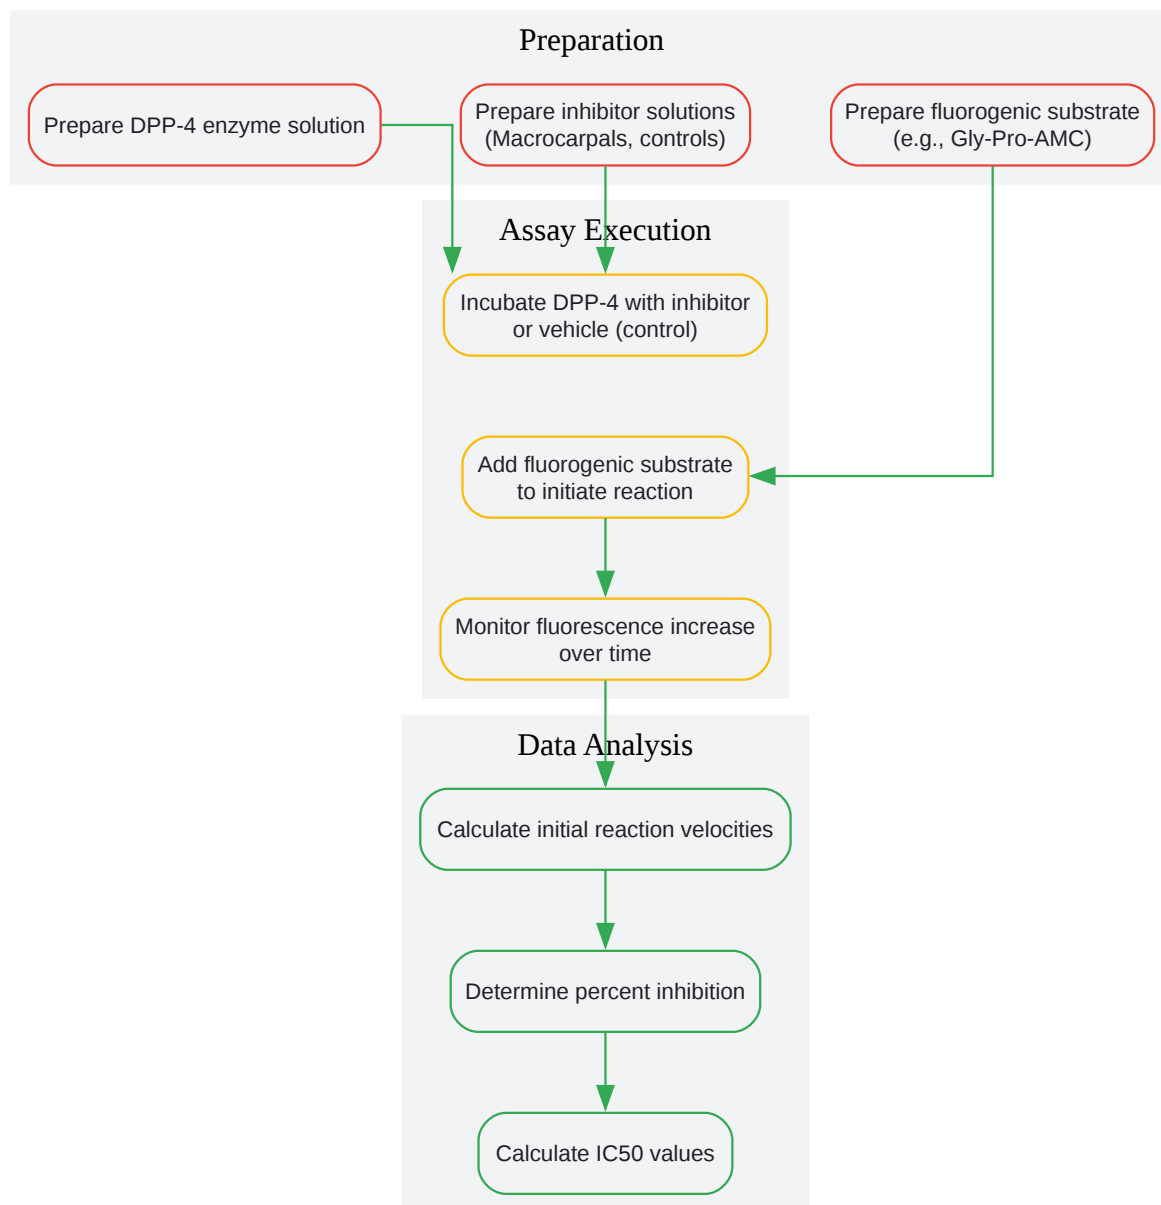 Preparation
Prepare DPP-4 enzyme solution
Prepare inhibitor solutions
(Macrocarpals, controls)
Prepare fluorogenic substrate
(e.g., Gly-Pro-AMC)
Assay Execution
Incubate DPP-4 with inhibitor
or vehicle (control)
Add fluorogenic substrate
to initiate reaction
Monitor fluorescence increase
over time
Data Analysis
Calculate initial reaction velocities
Determine percent inhibition
Calculate IC50 values